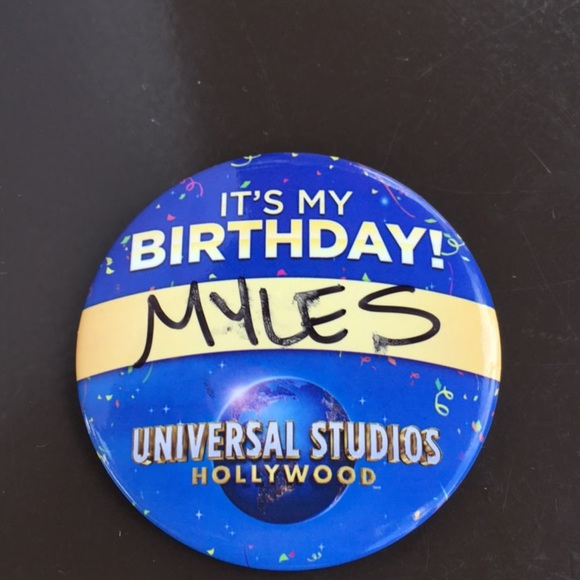 IT'S MY
BIRTHDAY!
MYLES
UNIVERSAL STUDIOS
HOLLYWOOD